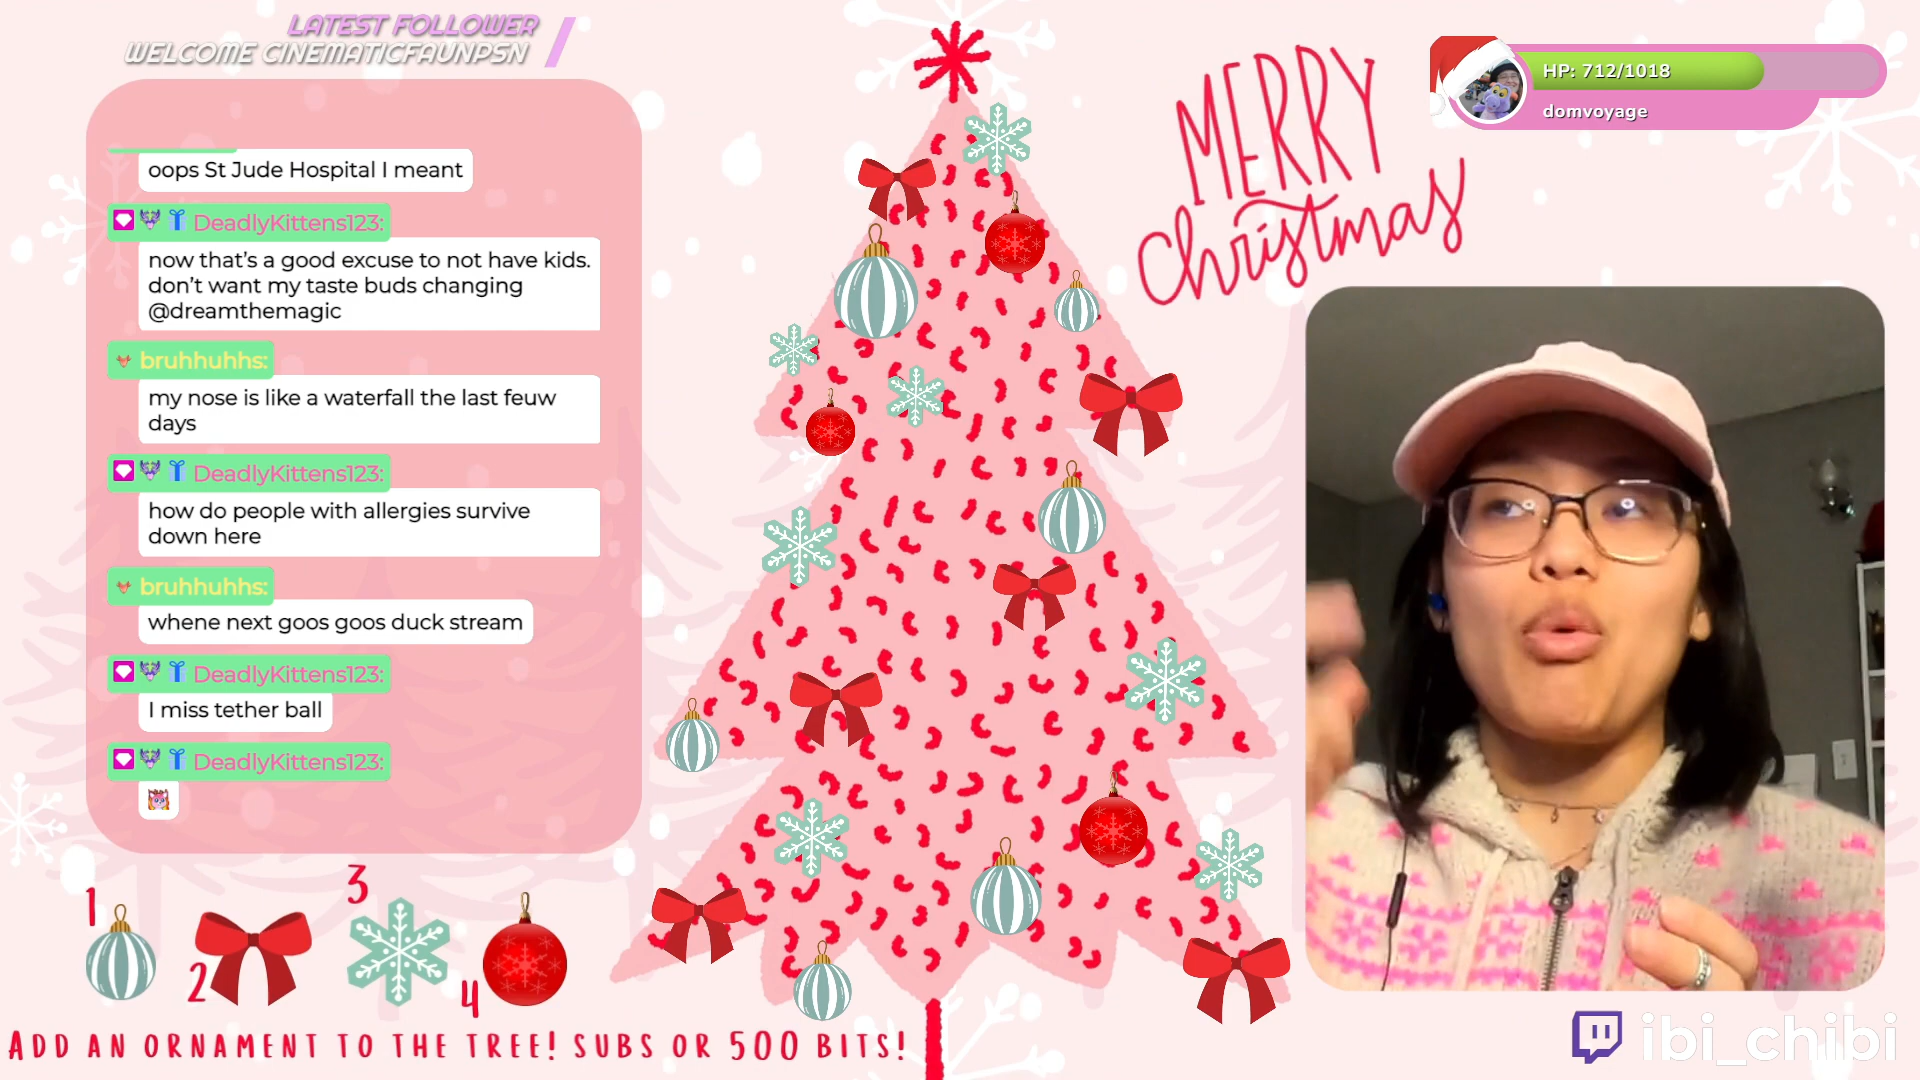 LATEST FOLLOWER
WELCOME CINEMATICFAUNPSN
oops St Jude Hospital I meant
DeadlyKittens123:
now that's a good excuse to not have kids.
don't want my taste buds changing
@dreamthemagic
bruhhuhhs:
my nose is like a waterfall the last feuw
days
DeadlyKittens123:
how do people with allergies survive
down here
bruhhuhhs:
whene next goos goos duck stream
DeadlyKittens123:
I miss tether ball
DeadlyKittens123:
1
2
3
4
ADD AN ORNAMENT TO THE TREE! SUBS OR 500 BITS!
MERRY
Christmas
HP: 712/1018
domvoyage
ibi_chibi